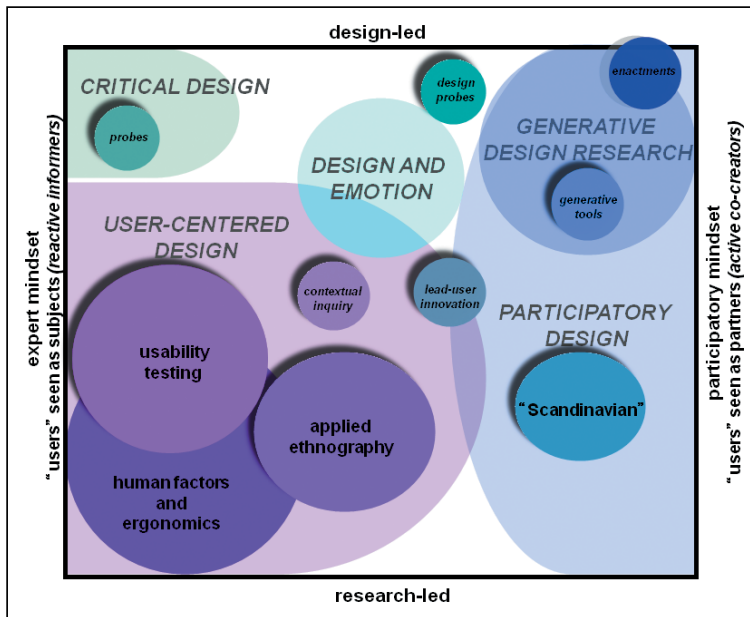 design-led
CRITICAL DESIGN
probes
design
probes
enactments
GENERATIVE
DESIGN RESEARCH
generative
tools
DESIGN AND
EMOTION
USER-CENTERED
DESIGN
contextual
inquiry
lead-user
innovation
PARTICIPATORY
DESIGN
usability
testing
applied
ethnography
"Scandinavian"
human factors
and
ergonomics
expert mindset
"users" seen as subjects (reactive informers)
participatory mindset
"users" seen as partners (active co-creators)
research-led